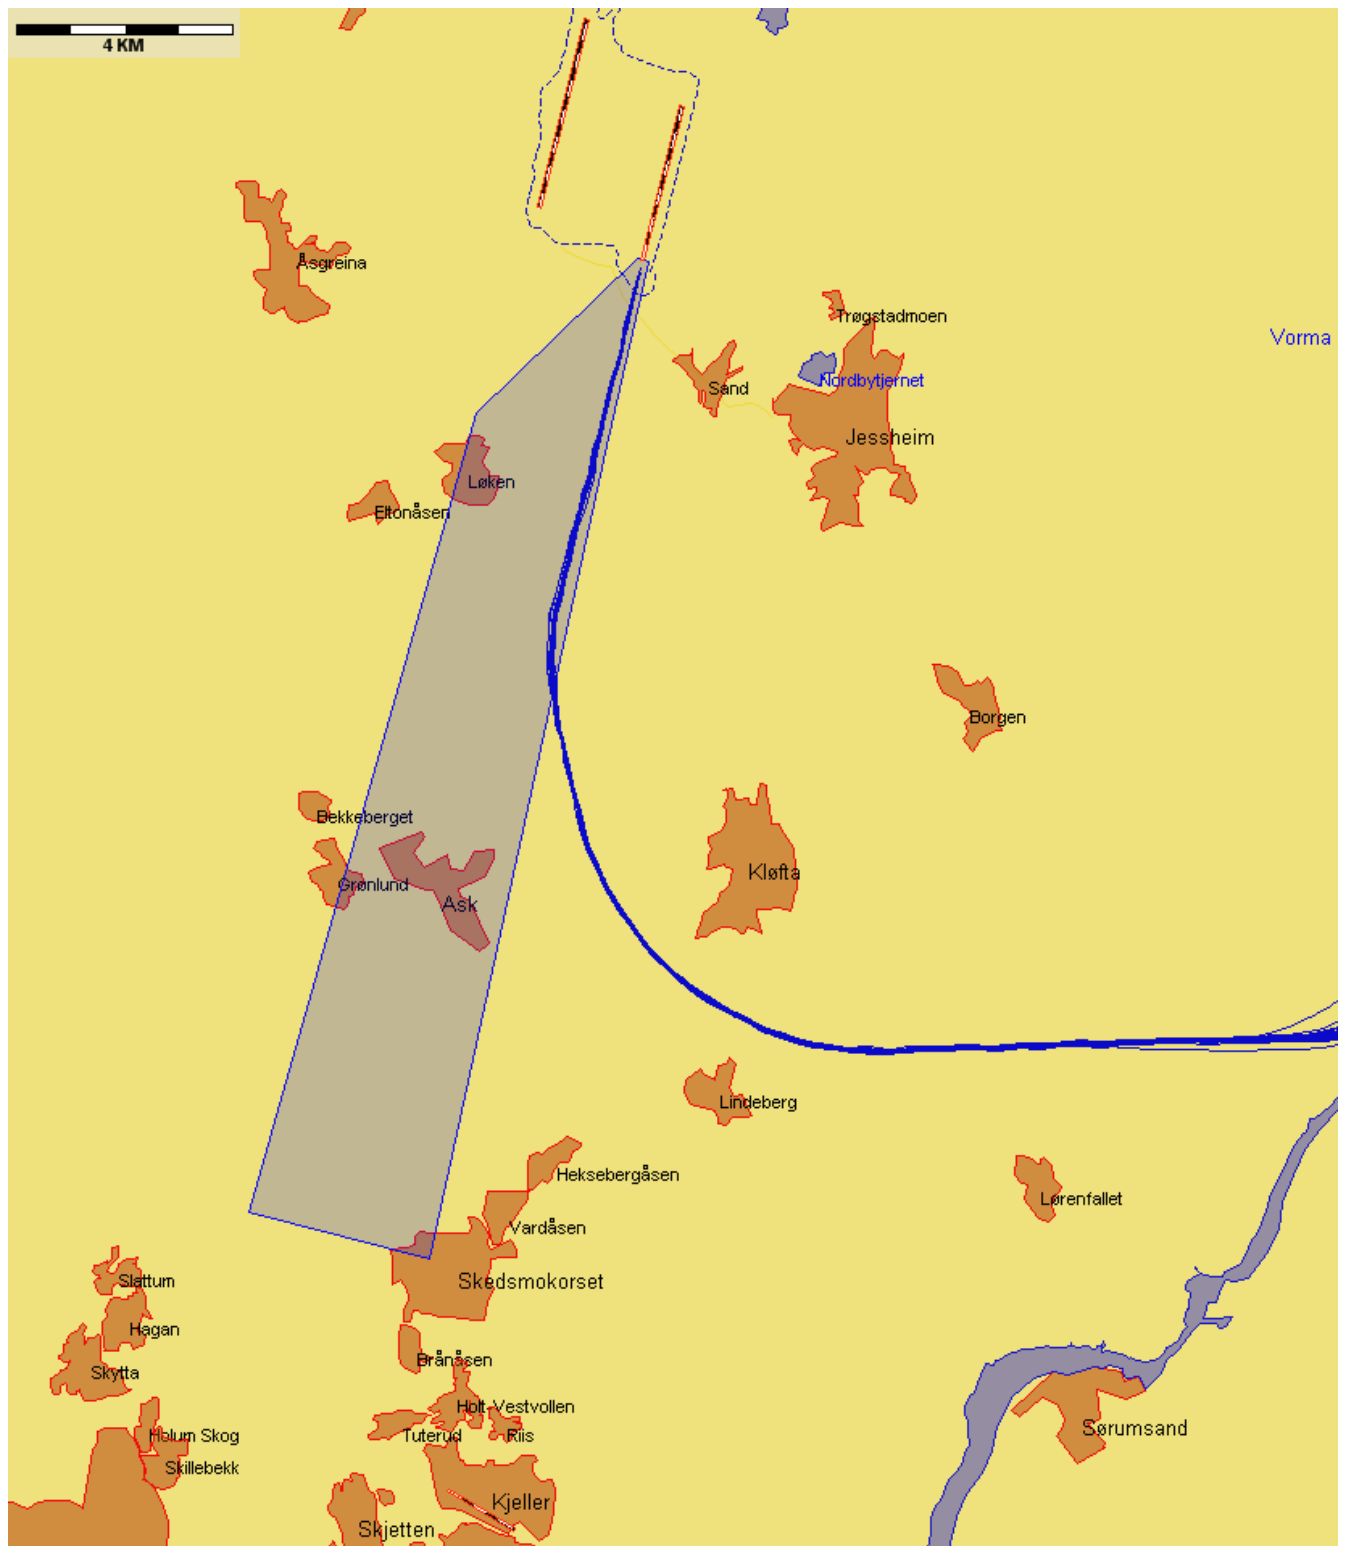 4 KM
Åsgreina
Trøgstadmoen
Vorma
Nordbytjernet
Sand
Jessheim
Løken
Eltonåsen
Borgen
Bekkeberget
Kløfta
Grønlund
Ask
Lindeberg
Heksebergåsen
Lørenfallet
Vardåsen
Slattum
Skedsmokorset
Hagan
Brånåsen
Skytta
Holt-Vestvollen
Sørumsand
Holum Skog
Tuterud
Riis
Skillebekk
Kjeller
Skjetten